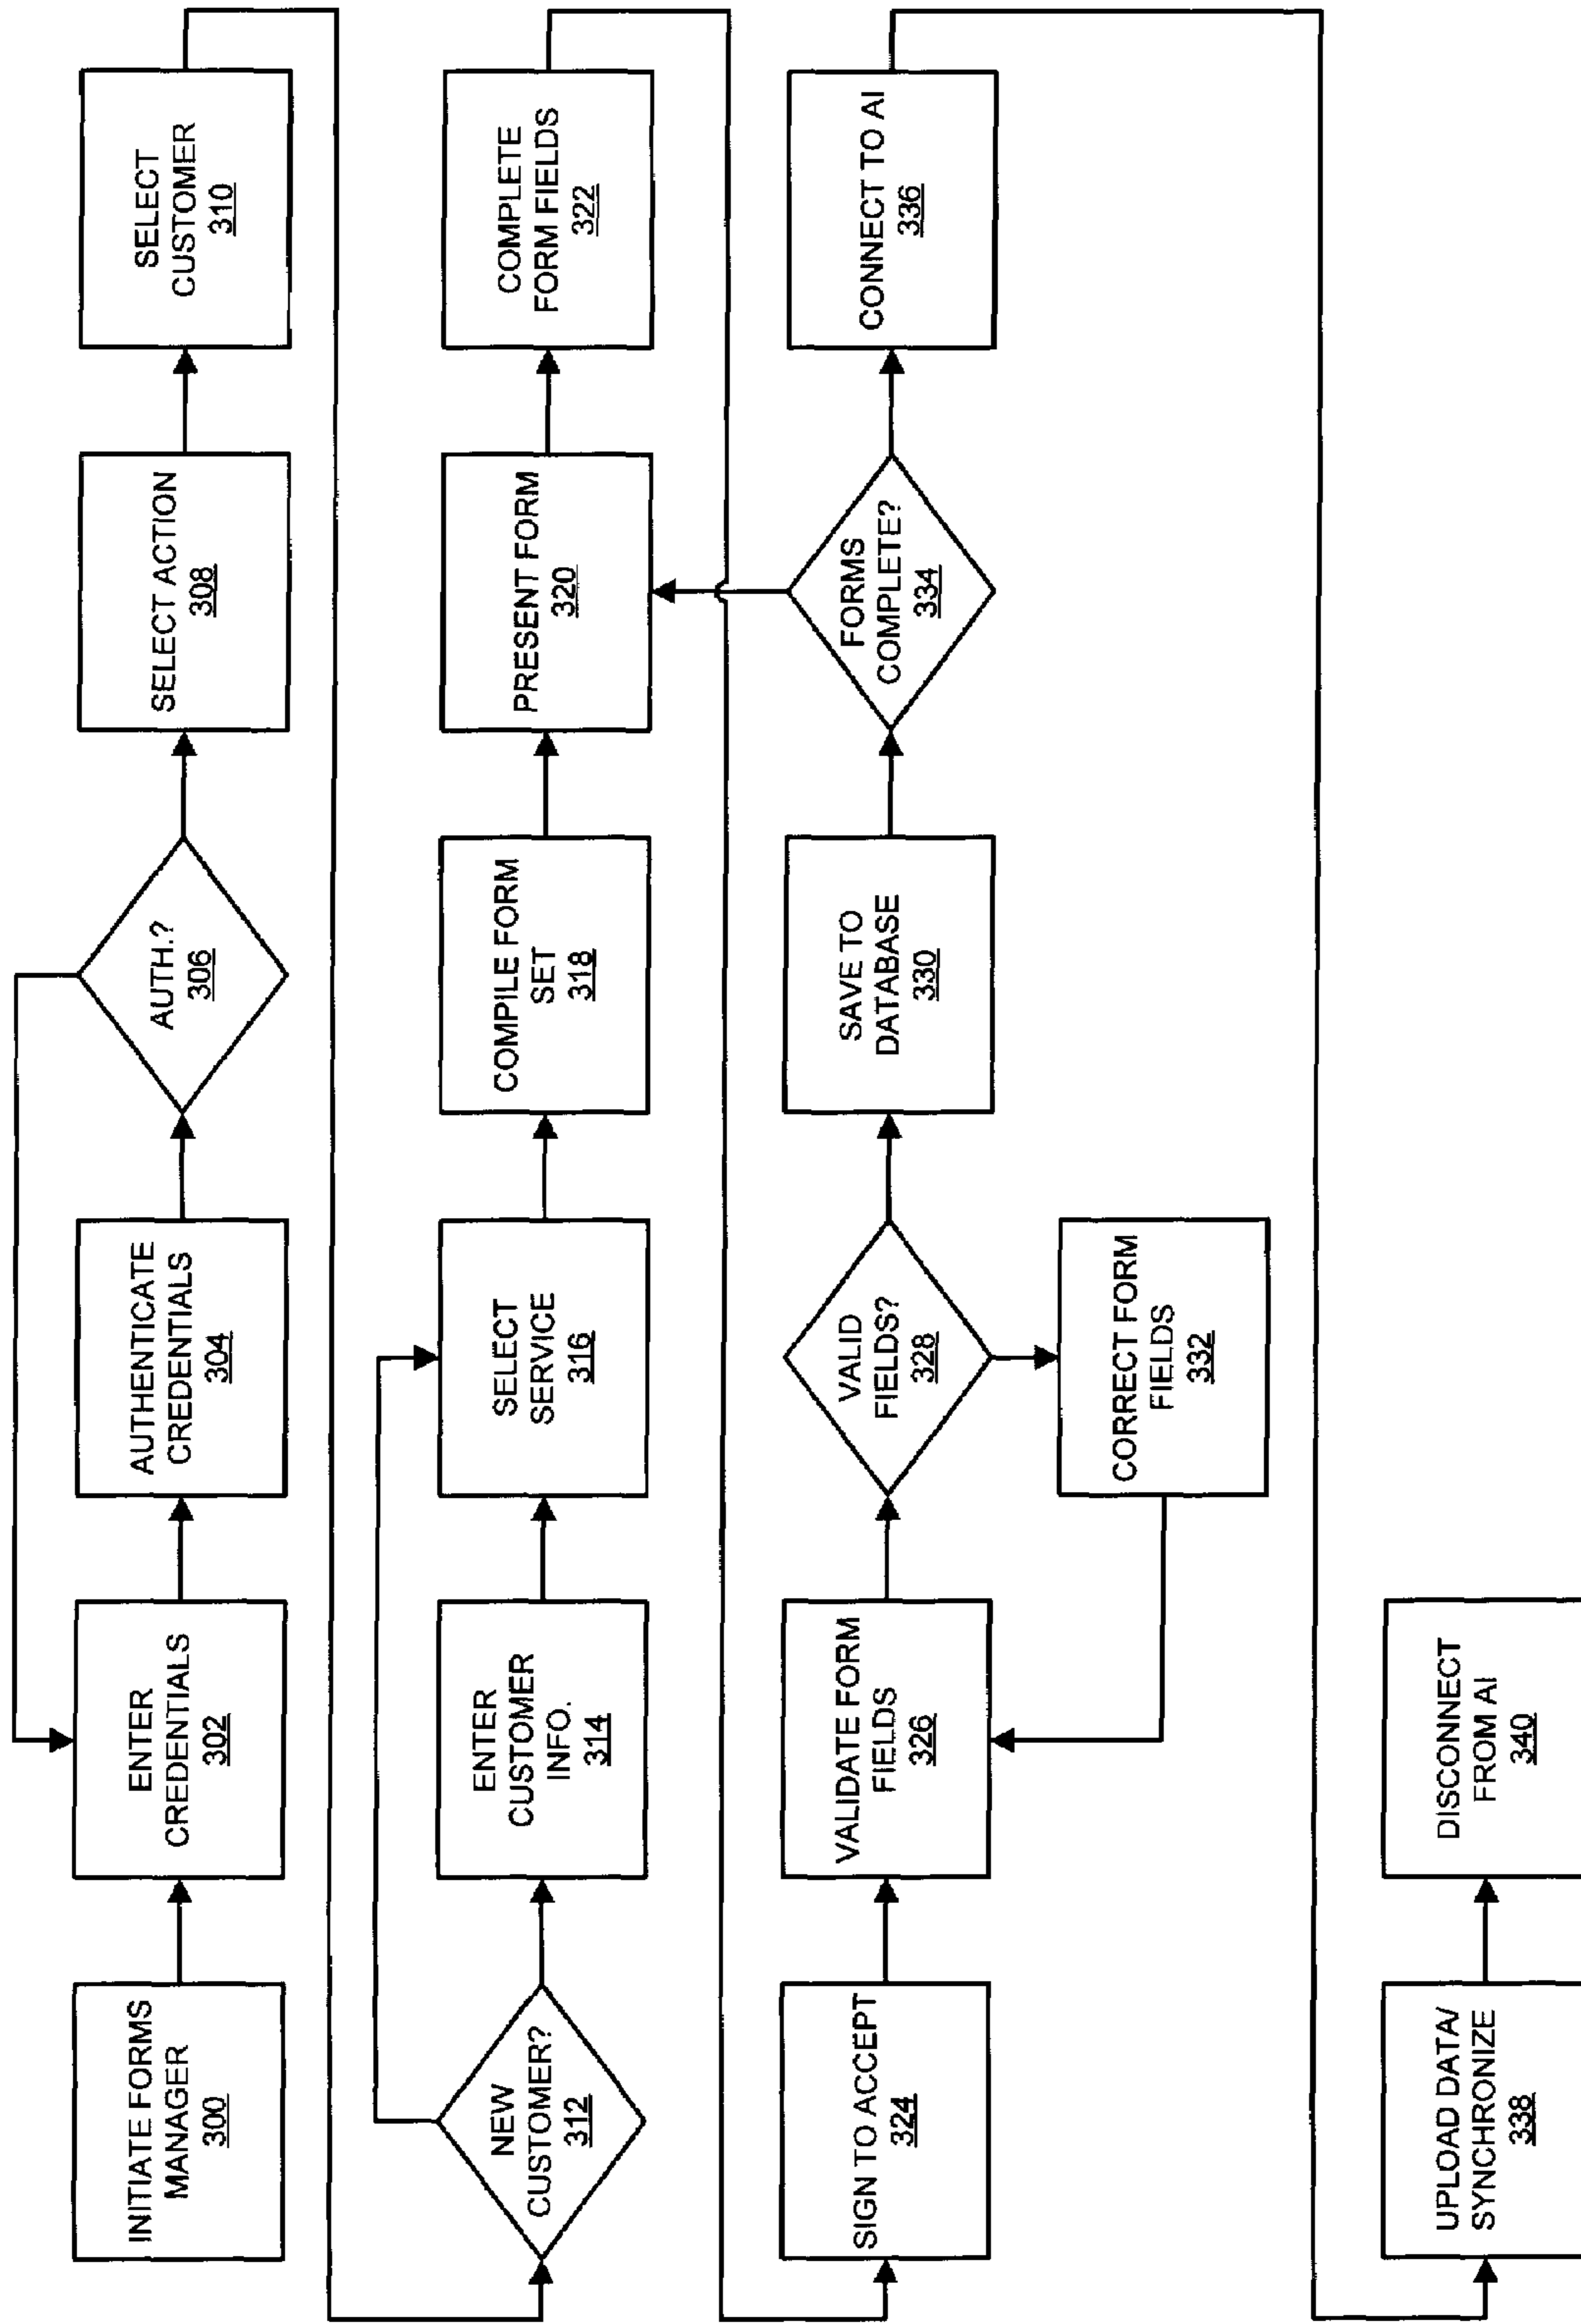 INITIATE FORMS
MANAGER
300
ENTER
CREDENTIALS
302
AUTHENTICATE
CREDENTIALS
304
AUTH.?
306
SELECT ACTION
308
SELECT
CUSTOMER
310
NEW
CUSTOMER?
312
ENTER
CUSTOMER
INFO.
314
SELECT
SERVICE
316
COMPILE FORM
SET
318
PRESENT FORM
320
COMPLETE
FORM FIELDS
322
SIGN TO ACCEPT
324
VALIDATE FORM
FIELDS
326
VALID
FIELDS?
328
SAVE TO
DATABASE
330
CORRECT FORM
FIELDS
332
FORMS
COMPLETE?
334
CONNECT TO AI
336
UPLOAD DATA/
SYNCHRONIZE
338
DISCONNECT
FROM AI
340